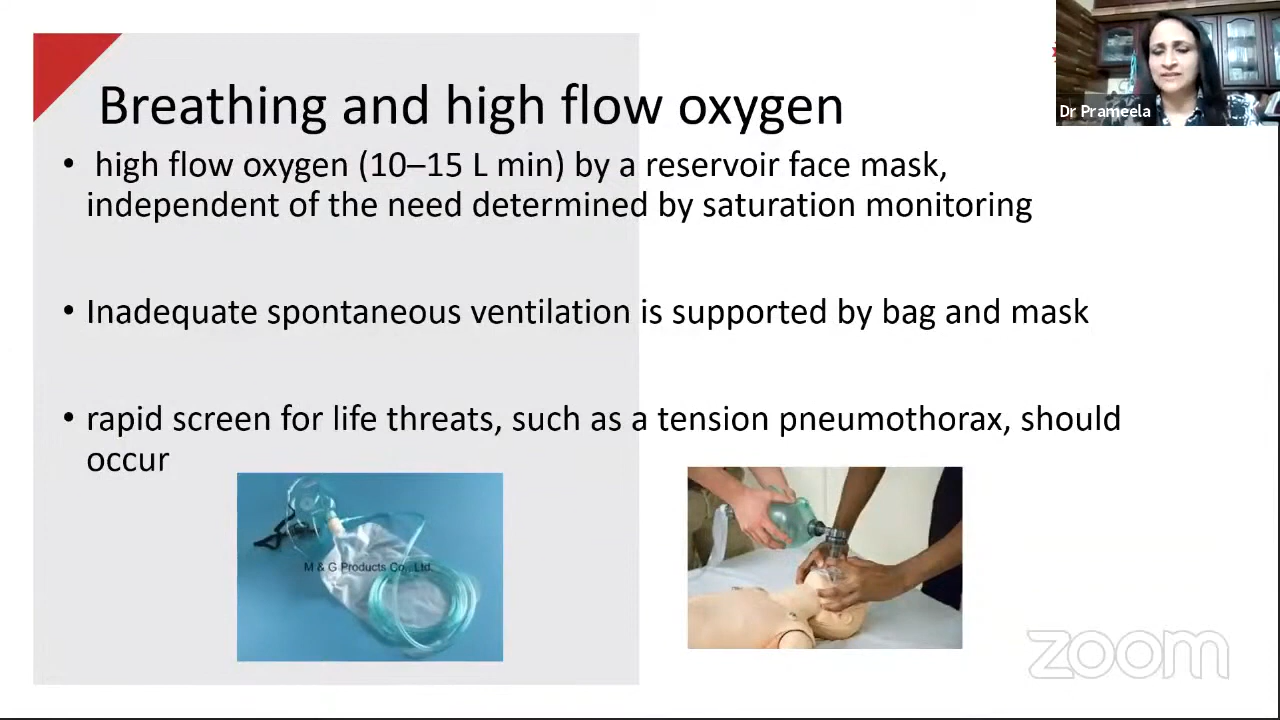 Breathing and high flow oxygen
• high flow oxygen (10–15 L min) by a reservoir face mask,
independent of the need determined by saturation monitoring
• Inadequate spontaneous ventilation is supported by bag and mask
• rapid screen for life threats, such as a tension pneumothorax, should
occur
M & G Products Co., Ltd.
Dr Prameela
zoom